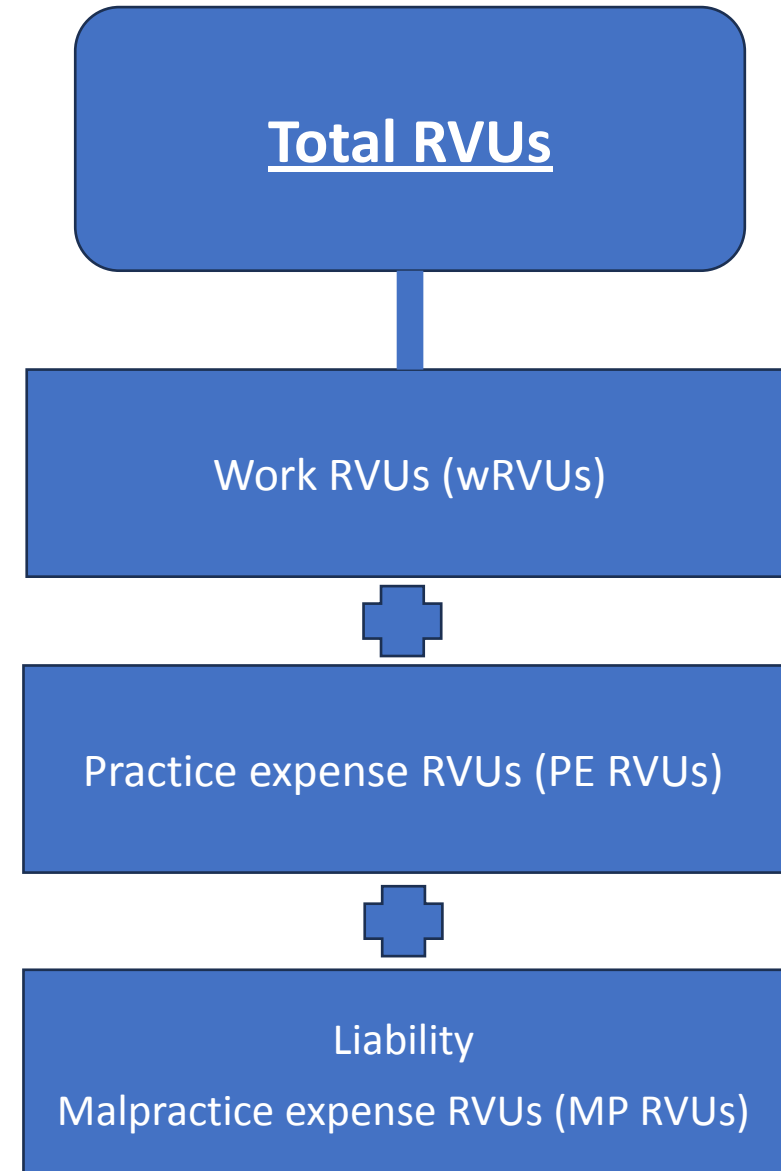 Total RVUs
Work RVUs (wRVUs)
Practice expense RVUs (PE RVUs)
Liability
Malpractice expense RVUs (MP RVUs)